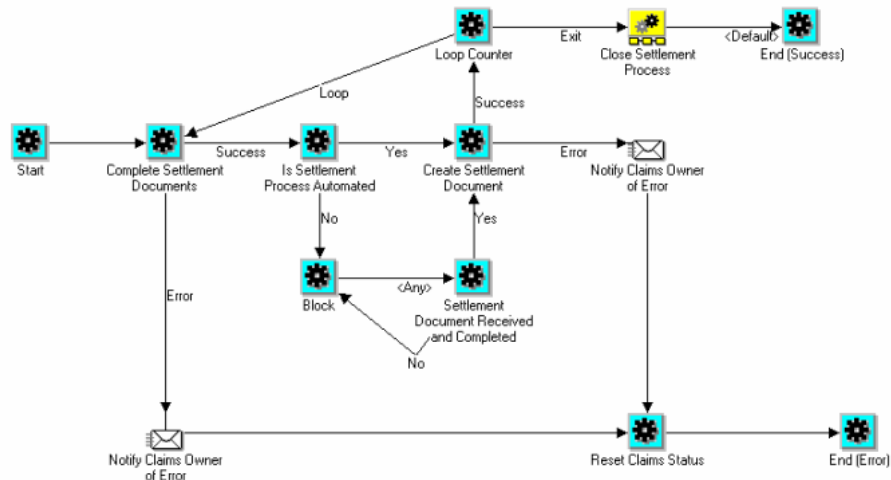 Loop Counter
Exit
Close Settlement
Process
<Default>
End (Success)
Loop
Success
Start
Complete Settlement
Documents
Success
Is Settlement
Process Automated
Yes
Create Settlement
Document
Error
Notify Claims Owner
of Error
No
Yes
Error
Block
<Any>
Settlement
Document Received
and Completed
No
Notify Claims Owner
of Error
Reset Claims Status
End (Error)